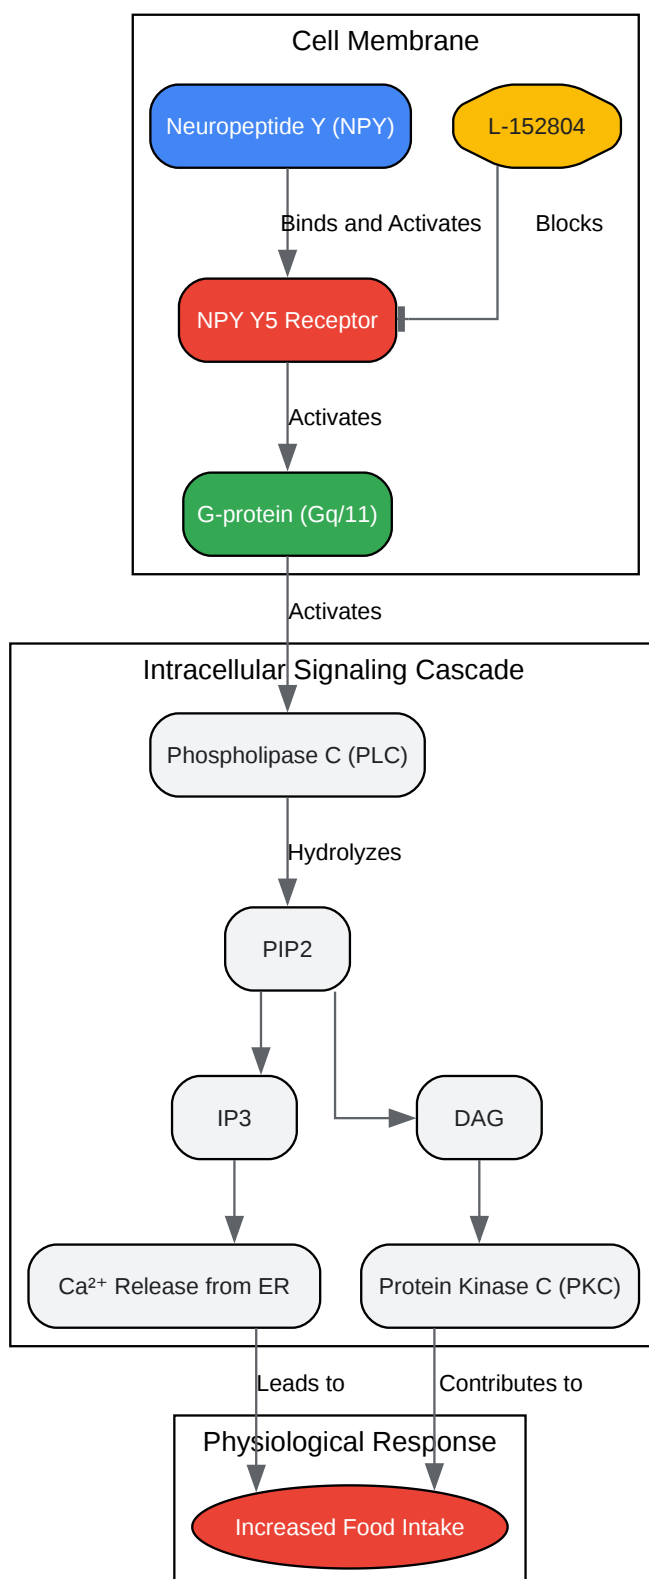 Cell Membrane
Neuropeptide Y (NPY)
L-152804
Binds and Activates
Blocks
NPY Y5 Receptor
Activates
G-protein (Gq/11)
Activates
Intracellular Signaling Cascade
Phospholipase C (PLC)
Hydrolyzes
PIP2
IP3
DAG
Ca²⁺ Release from ER
Protein Kinase C (PKC)
Leads to
Contributes to
Physiological Response
Increased Food Intake